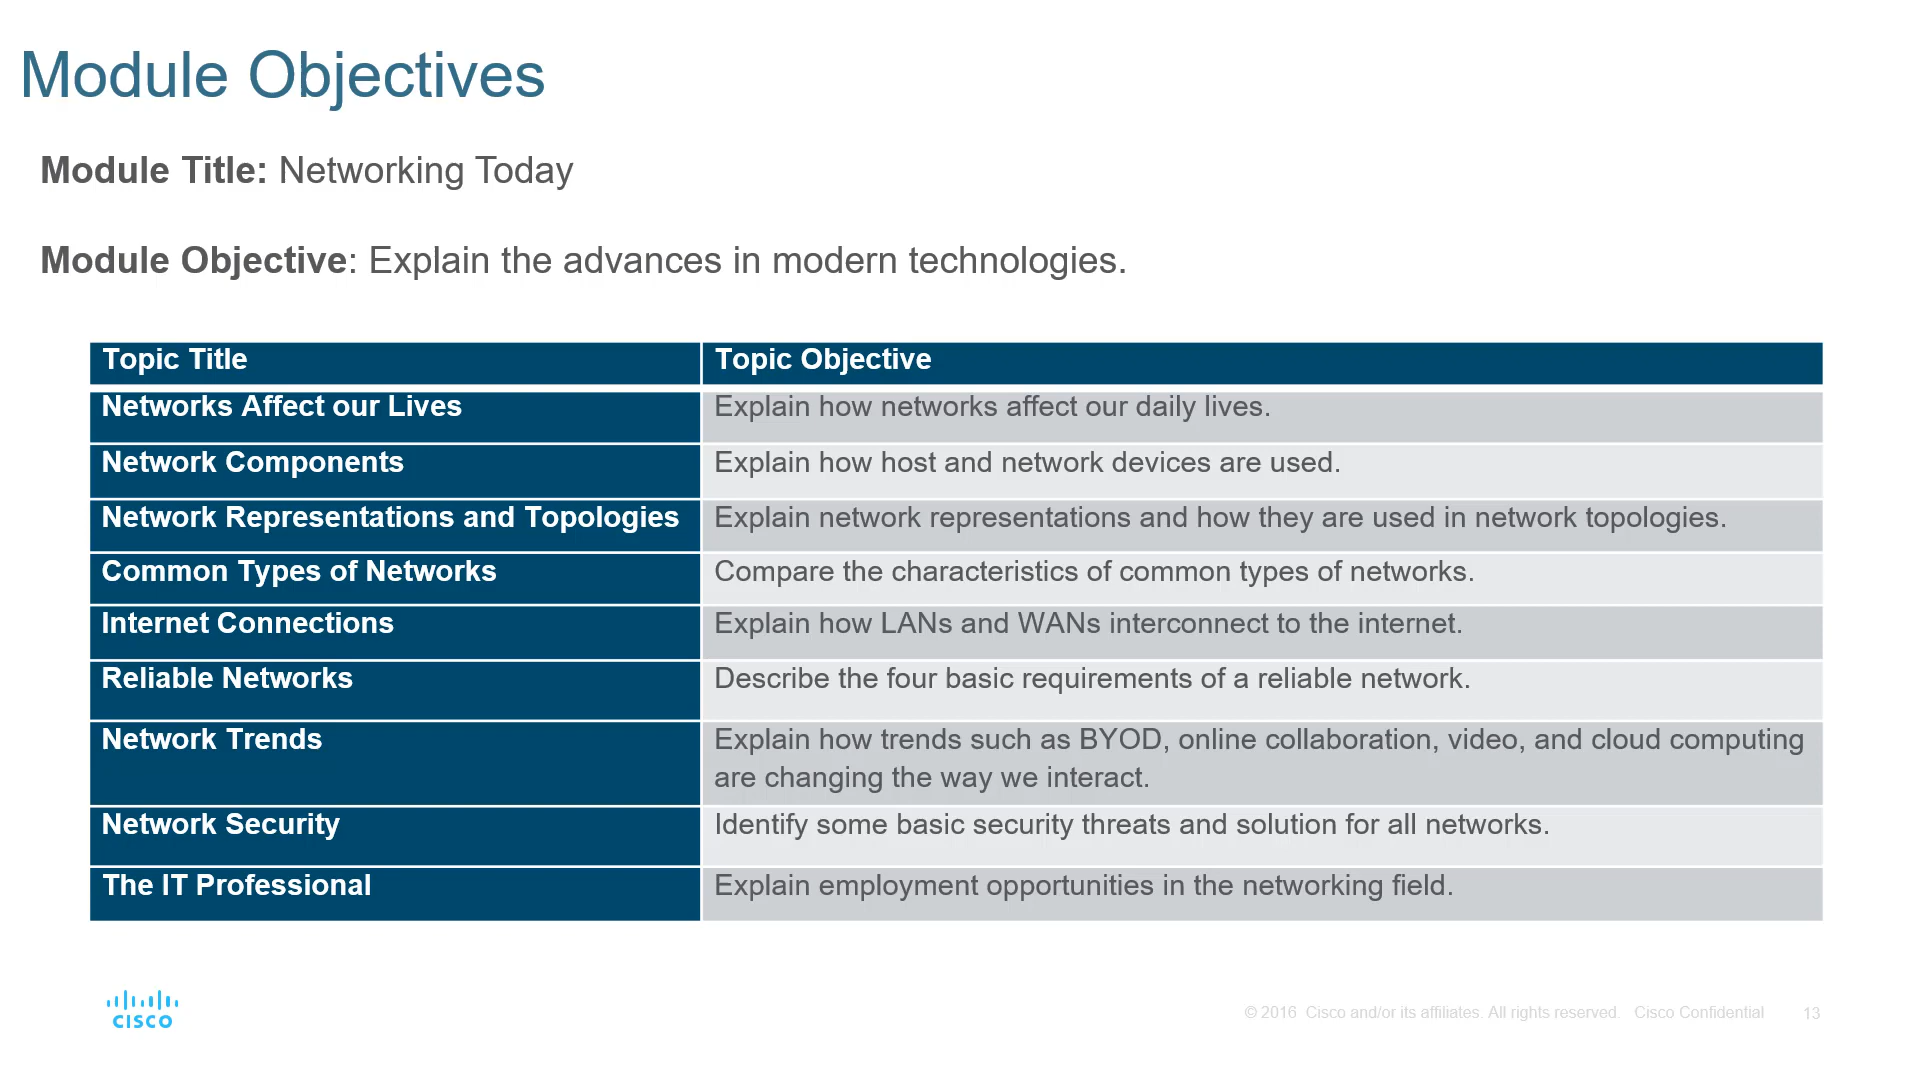 Module Objectives
Module Title: Networking Today
Module Objective: Explain the advances in modern technologies.
Topic Title Topic Objective
Networks Affect our Lives Explain how networks affect our daily lives.
Network Components Explain how host and network devices are used.
Network Representations and Topologies Explain network representations and how they are used in network topologies.
Common Types of Networks Compare the characteristics of common types of networks.
Internet Connections Explain how LANs and WANs interconnect to the internet.
Reliable Networks Describe the four basic requirements of a reliable network.
Network Trends Explain how trends such as BYOD, online collaboration, video, and cloud computing
are changing the way we interact.
Network Security Identify some basic security threats and solution for all networks.
The IT Professional Explain employment opportunities in the networking field.
CISCO
© 2016 Cisco and/or its affiliates. All rights reserved. Cisco Confidential 13